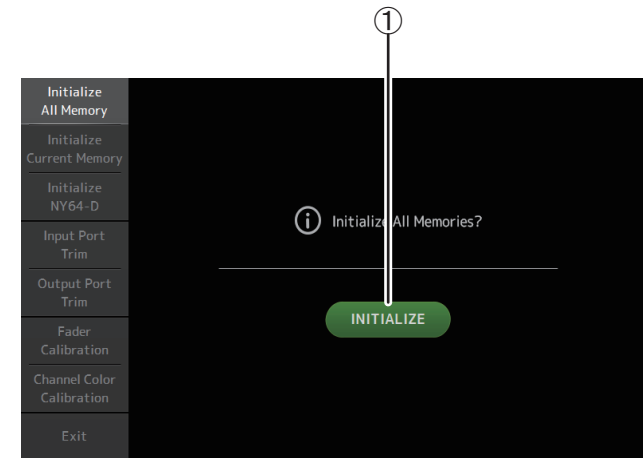 ①
Initialize
All Memory
Initialize
Current Memory
Initialize
NY64-D
Input Port
Trim
Output Port
Trim
Fader
Calibration
Channel Color
Calibration
Exit
Initialize All Memories?
INITIALIZE